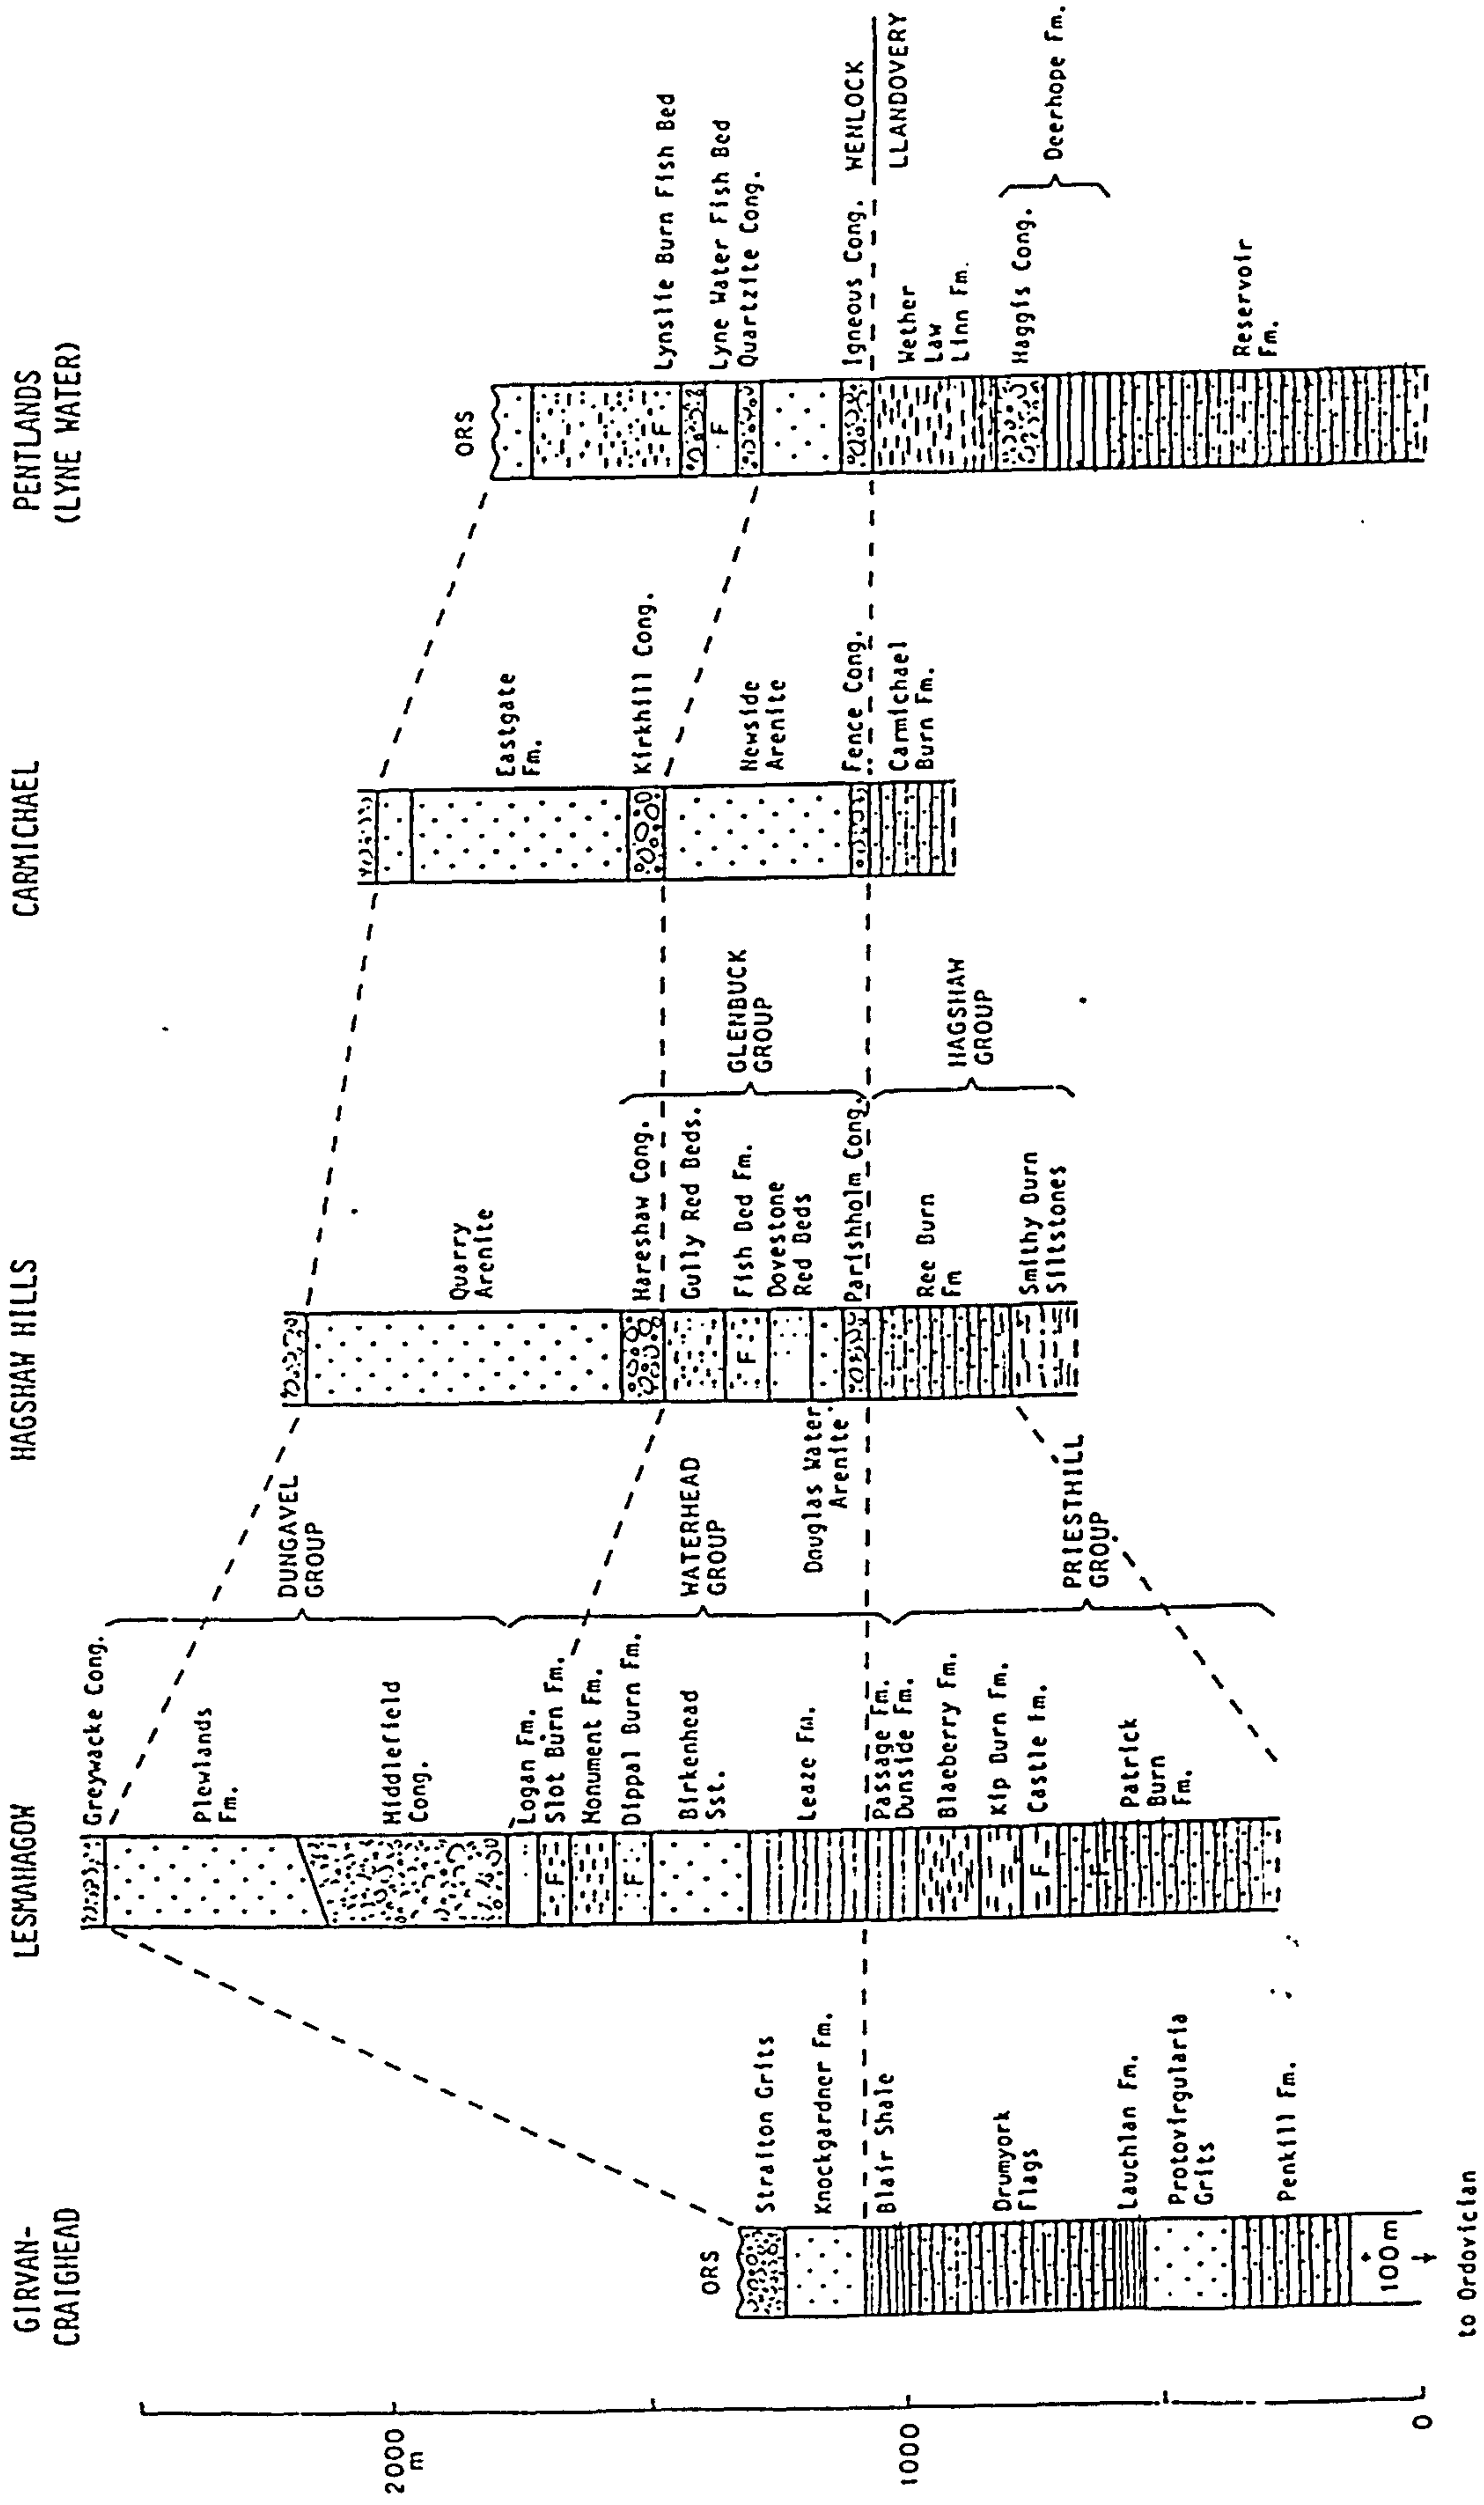 GIRVAN-
CRAIGHEAD
LESMAHAGOW
HAGSHAW HILLS
CARMICHAEL
PENTLANDS
(LYNE WATER)
2000
m
1000
0
ORS
Straiton Grits
Knockgardner Fm.
Blair Shale
Drumyork
Flags
Lauchlan Fm.
Protovirgularia
Grits
Penkill Fm.
100m
to Ordovician
Greywacke Cong.
Plewlands
Fm.
Middlefield
Cong.
Logan Fm.
Slot Burn Fm.
Monument Fm.
Dippal Burn Fm.
Birkenhead
Sst.
Leaze Fm.
Passage Fm.
Dunside Fm.
Blaeberry Fm.
Kip Burn Fm.
Castle Fm.
Patrick
Burn
Fm.
F
F
F
F
DUNGAVEL
GROUP
WATERHEAD
GROUP
PRIESTHILL
GROUP
Quarry
Arenite
Hareshaw Cong.
Gully Red Beds.
Fish Bed Fm.
Dovestone
Red Beds
Douglas Water
Arenite
Parishholm Cong.
Ree Burn
Fm
Smithy Burn
Siltstones
F
GLENBUCK
GROUP
HAGSHAW
GROUP
Eastgate
Fm.
Kirkhill Cong.
Newside
Arenite
Fence Cong.
Carmichael
Burn Fm.
ORS
Lynslie Burn Fish Bed
Lyne Water Fish Bed
Quartzite Cong.
Igneous Cong.
WENLOCK
LLANDOVERY
Wether
Law
Linn Fm.
Haggis Cong.
Deerhope Fm.
Reservoir
Fm.
F
F